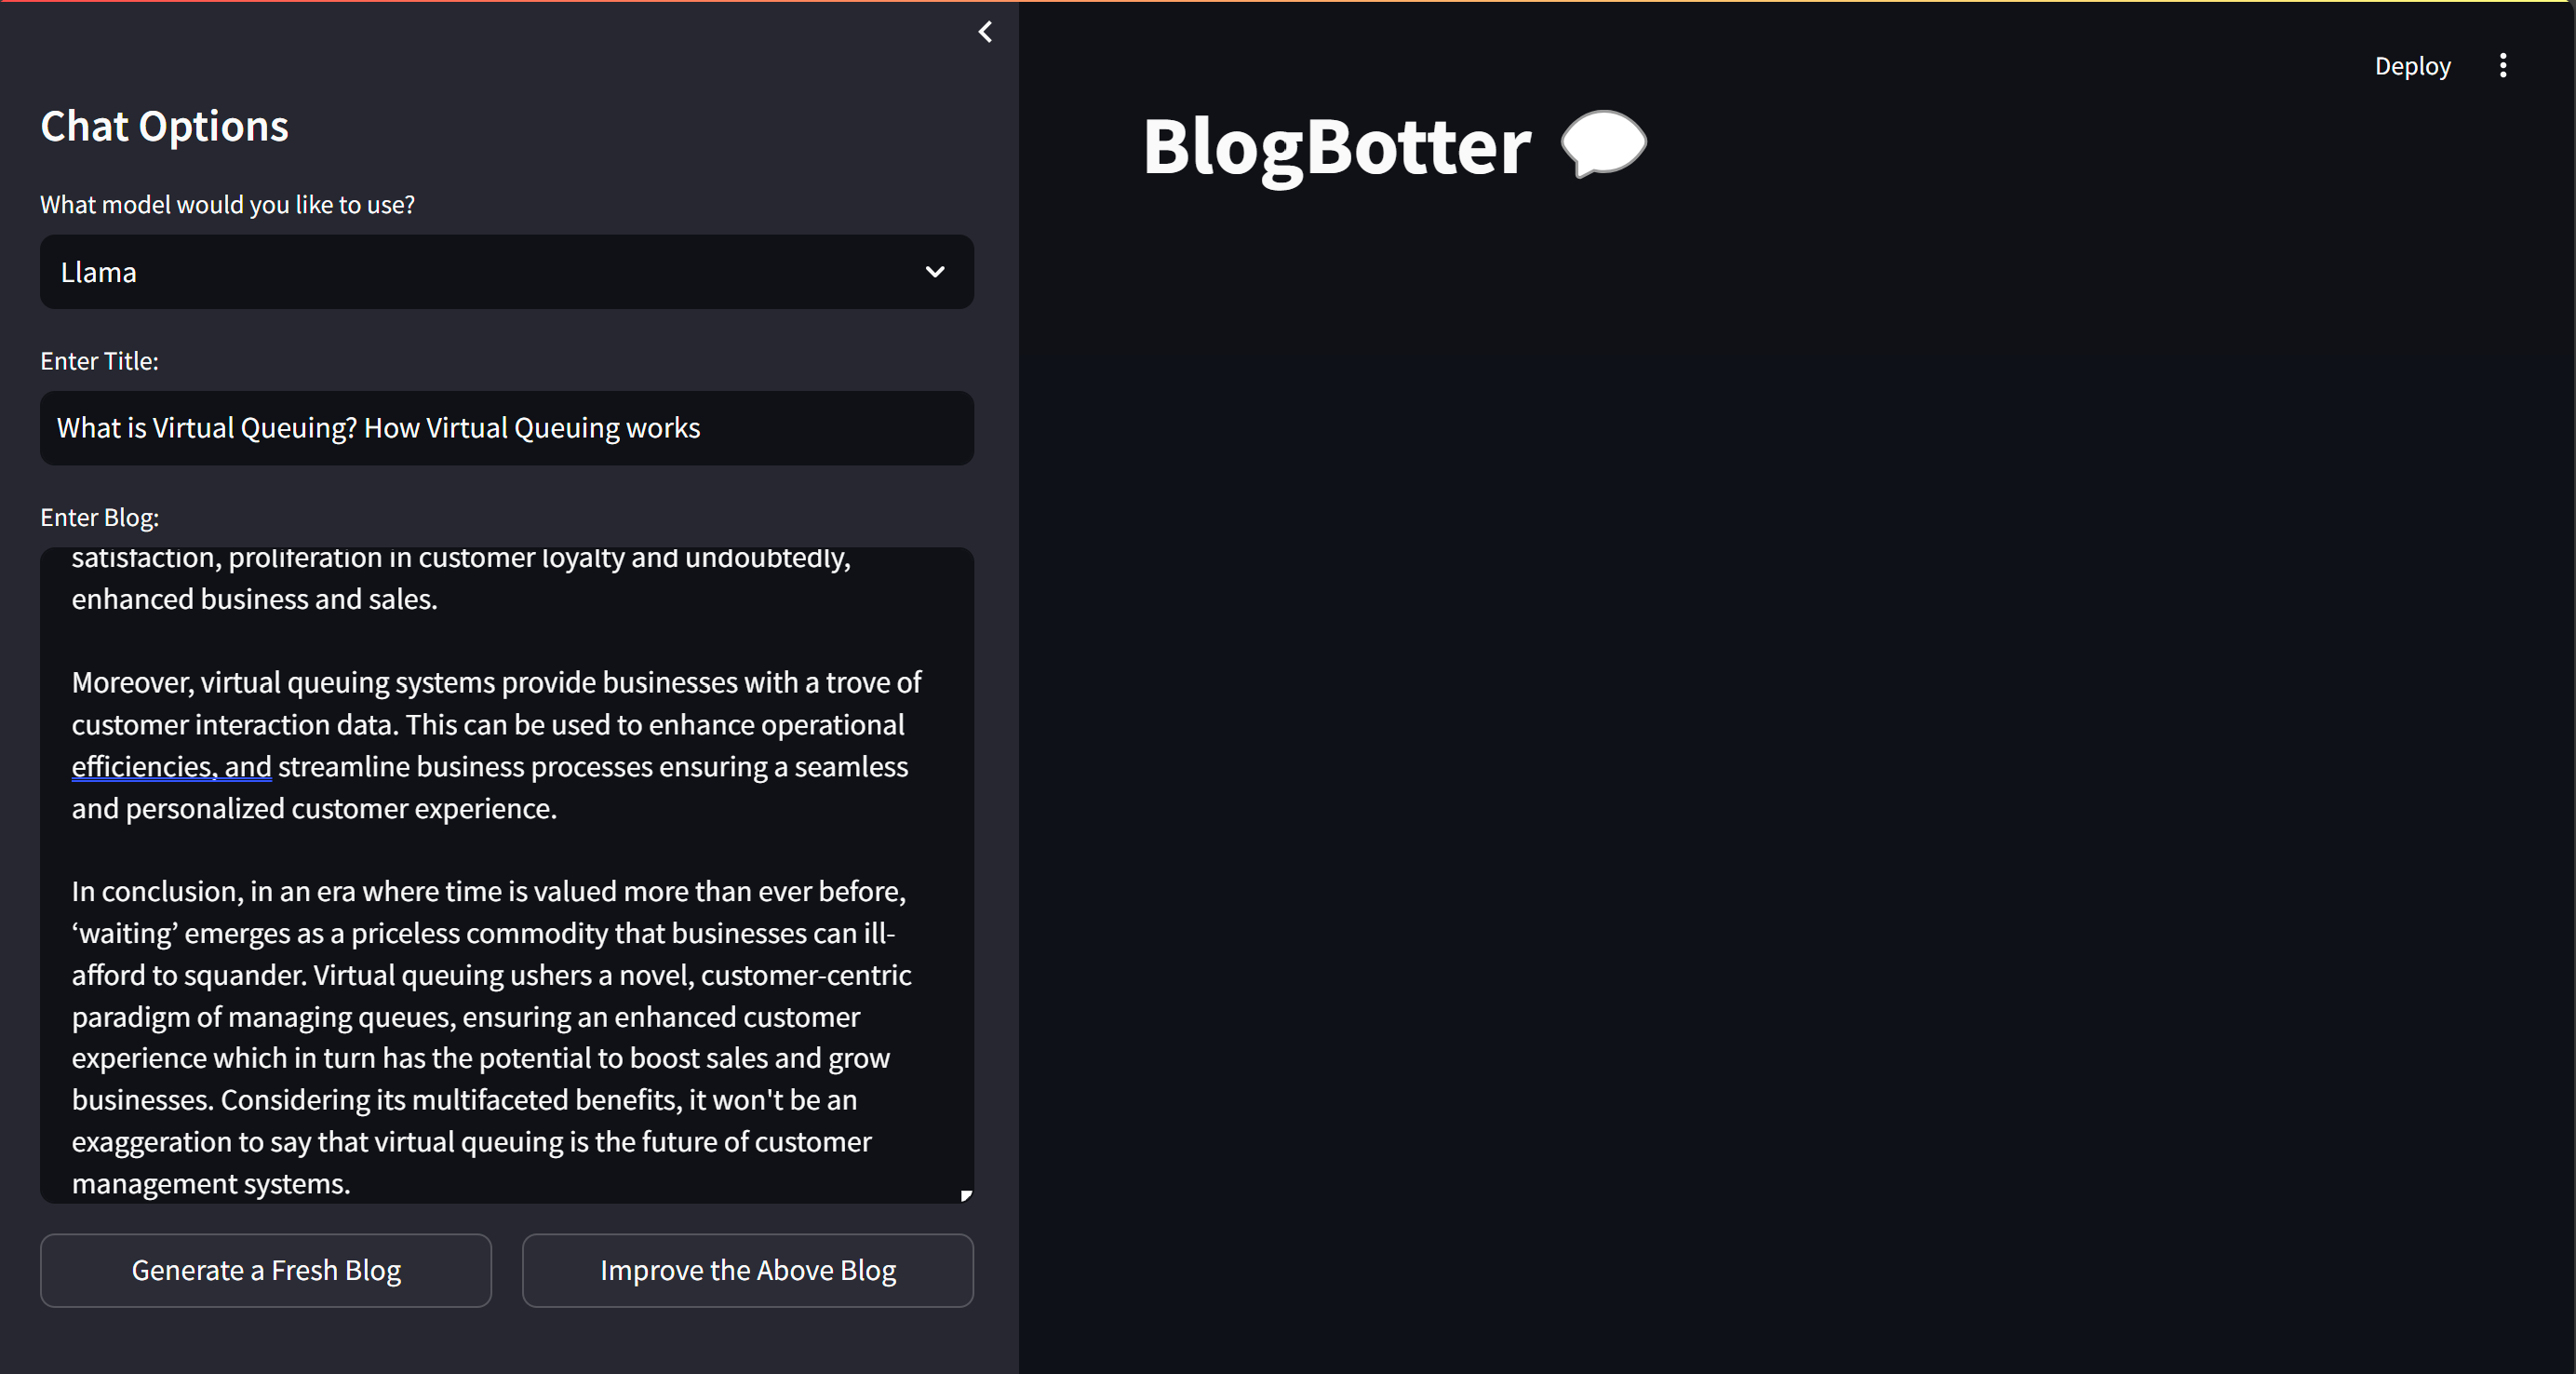 Chat Options
What model would you like to use?
Llama
Enter Title:
What is Virtual Queuing? How Virtual Queuing works
Enter Blog:
satisfaction, proliferation in customer loyalty and undoubtedly,
enhanced business and sales.
Moreover, virtual queuing systems provide businesses with a trove of
customer interaction data. This can be used to enhance operational
efficiencies, and streamline business processes ensuring a seamless
and personalized customer experience.
In conclusion, in an era where time is valued more than ever before,
‘waiting’ emerges as a priceless commodity that businesses can ill-
afford to squander. Virtual queuing ushers a novel, customer-centric
paradigm of managing queues, ensuring an enhanced customer
experience which in turn has the potential to boost sales and grow
businesses. Considering its multifaceted benefits, it won't be an
exaggeration to say that virtual queuing is the future of customer
management systems.
Generate a Fresh Blog
Improve the Above Blog
Deploy
BlogBotter